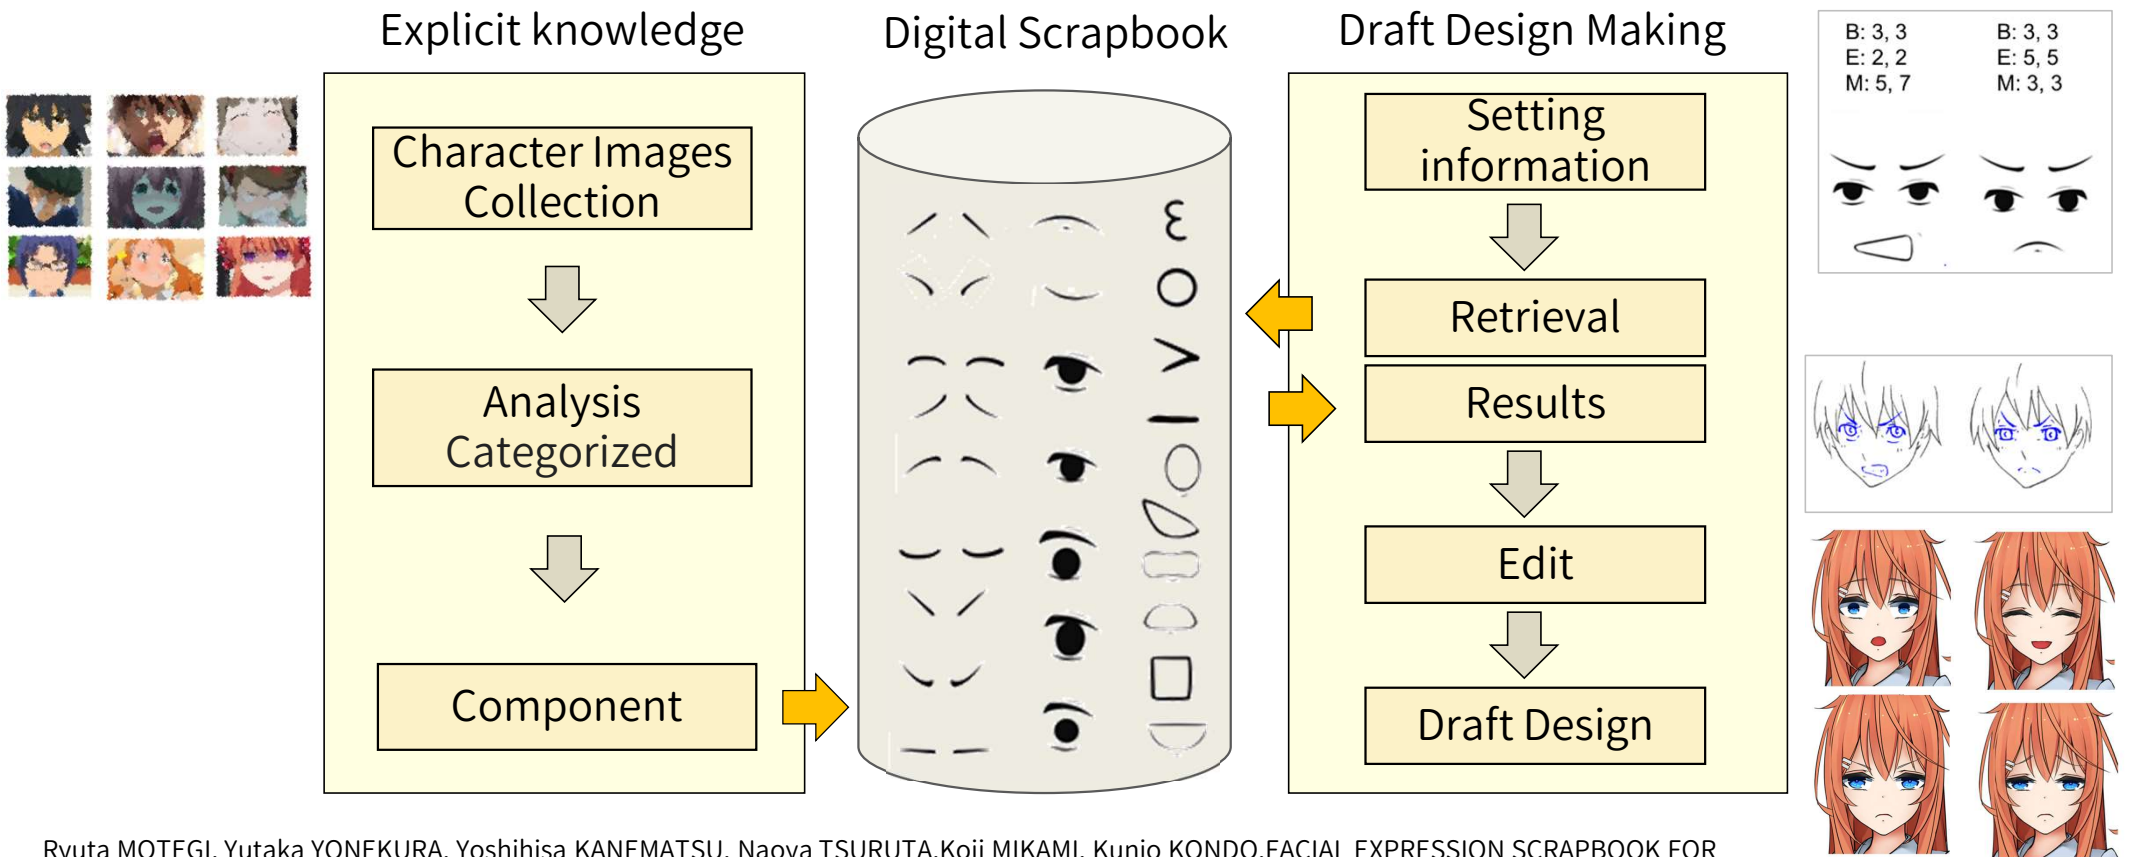 Explicit knowledge
Digital Scrapbook
Draft Design Making
Character Images
Collection
Analysis
Categorized
Component
Setting
information
Retrieval
Results
Edit
Draft Design
B: 3, 3
E: 2, 2
M: 5, 7
B: 3, 3
E: 5, 5
M: 3, 3
Ryuta MOTEGI, Yutaka YONEKURA, Yoshihisa KANEMATSU, Naoya TSURUTA,Koji MIKAMI, Kunio KONDO,FACIAL EXPRESSION SCRAPBOOK FOR